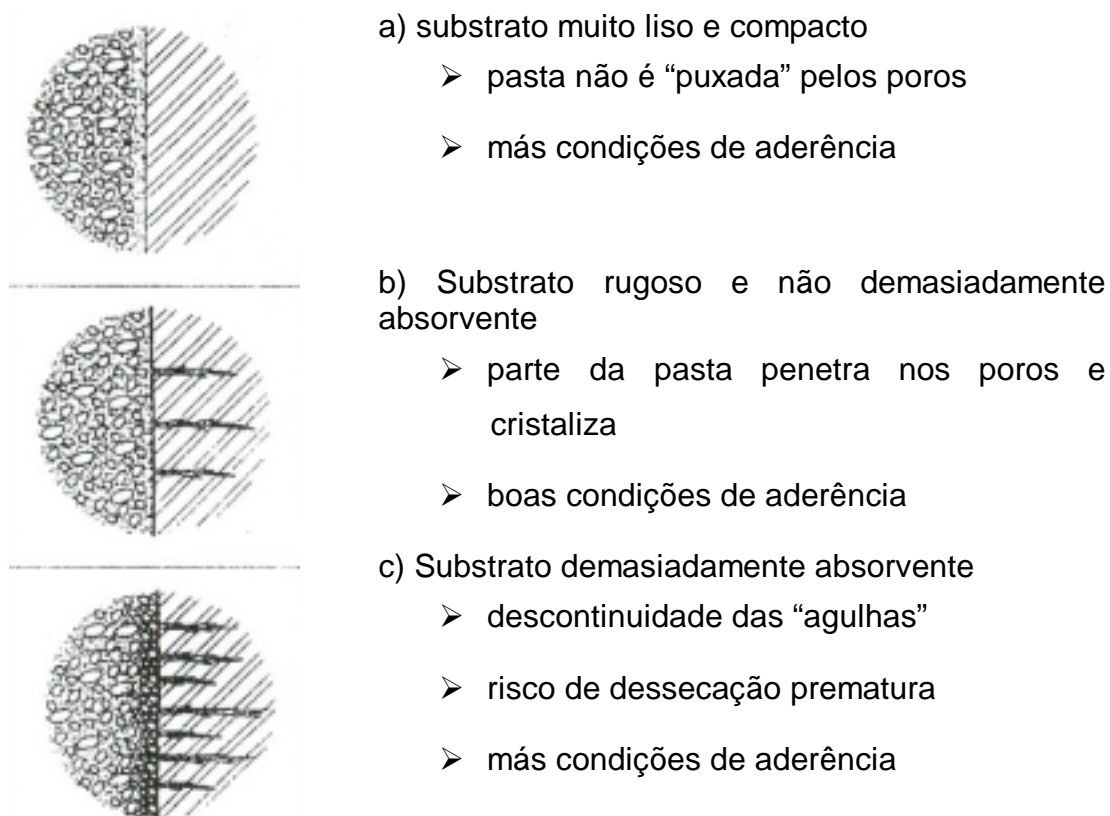 a) substrato muito liso e compacto
➢ pasta não é “puxada” pelos poros
➢ más condições de aderência
b) Substrato rugoso e não demasiadamente
absorvente
➢ parte da pasta penetra nos poros e
cristaliza
➢ boas condições de aderência
c) Substrato demasiadamente absorvente
➢ descontinuidade das “agulhas”
➢ risco de dessecação prematura
➢ más condições de aderência